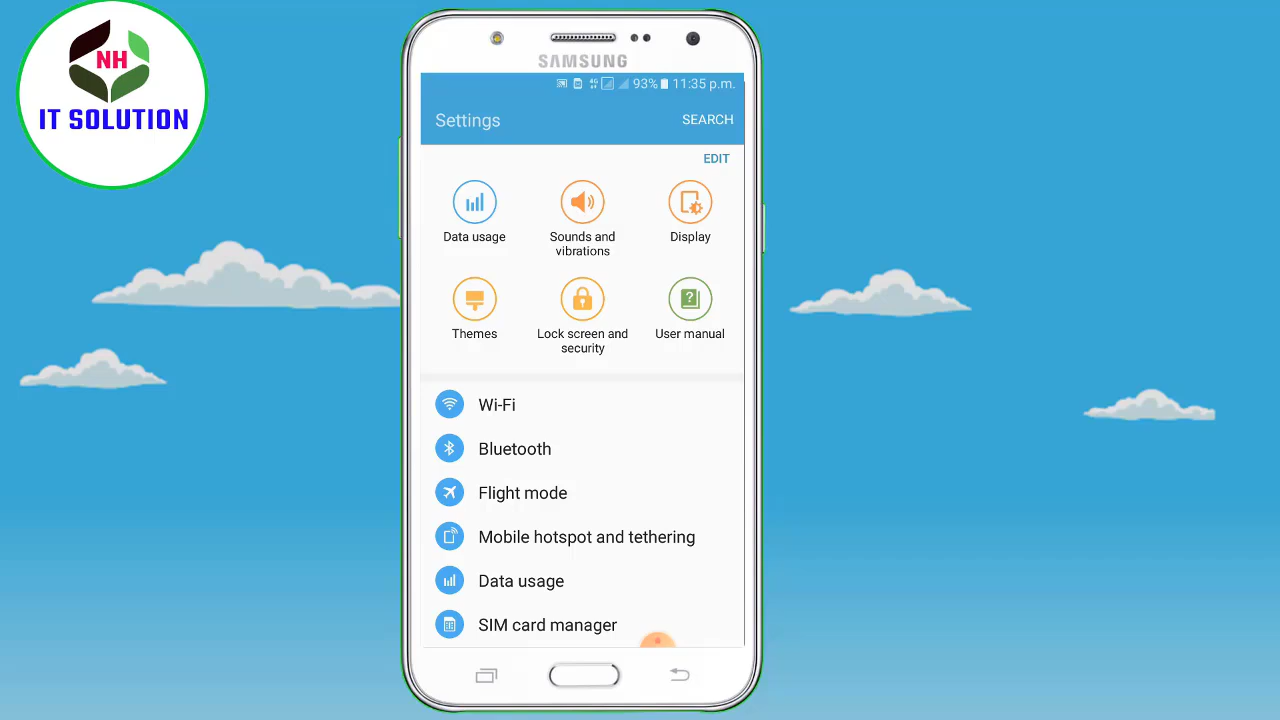 NH
IT SOLUTION
SAMSUNG
4G 93% 11:35 p.m.
Settings
SEARCH
EDIT
Data usage
Sounds and
vibrations
Display
Themes
Lock screen and
security
User manual
Wi-Fi
Bluetooth
Flight mode
Mobile hotspot and tethering
Data usage
SIM card manager